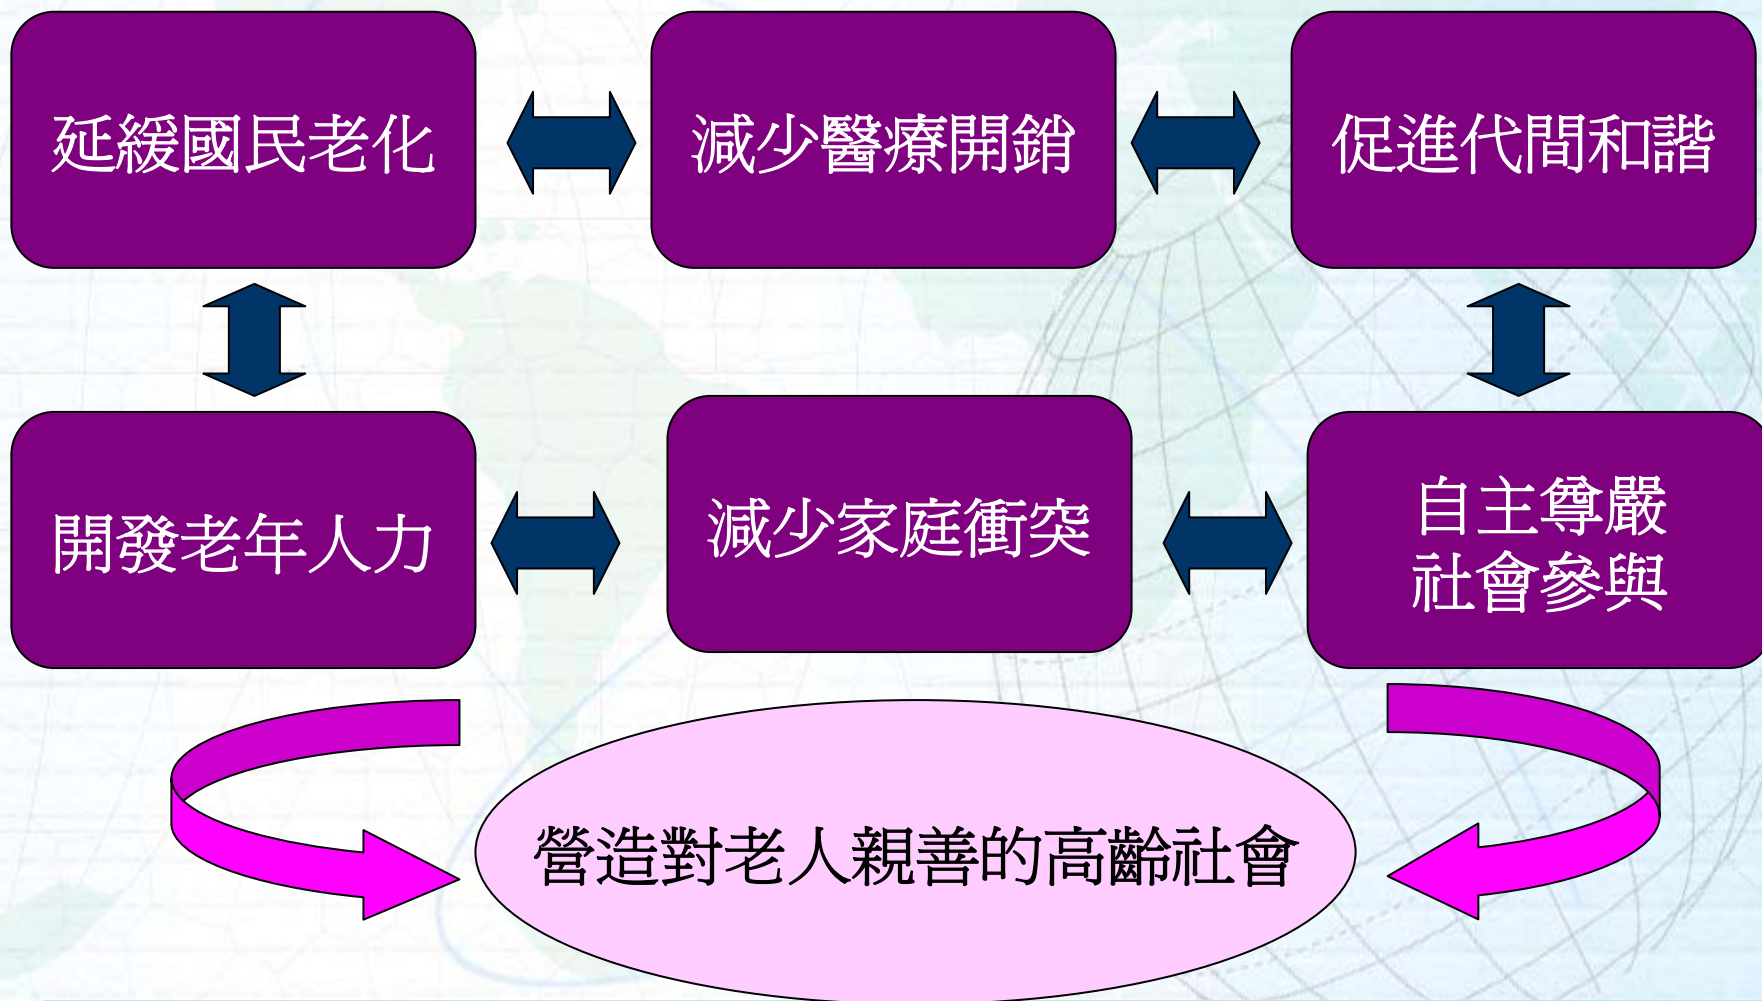 延緩國民老化
減少醫療開銷
促進代間和諧
開發老年人力
減少家庭衝突
自主尊嚴
社會參與
營造對老人親善的高齡社會